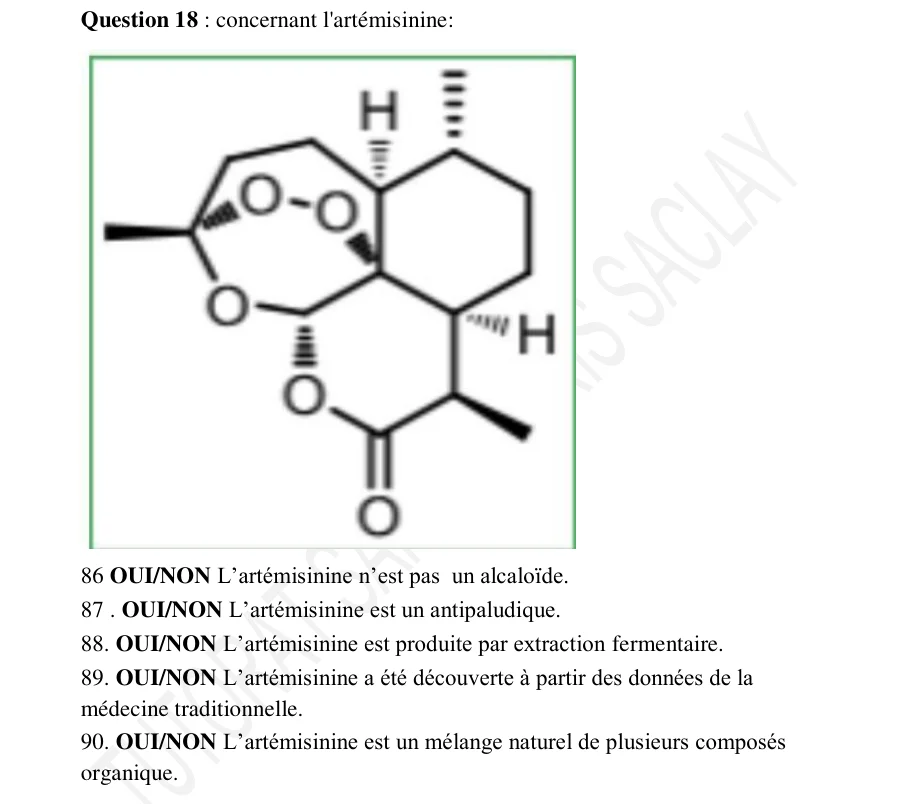 Question 18 : concernant l'artémisinine:
H
O
O
O
H
O
O
86 OUI/NON L’artémisinine n’est pas un alcaloïde.
87 . OUI/NON L’artémisinine est un antipaludique.
88. OUI/NON L’artémisinine est produite par extraction fermentaire.
89. OUI/NON L’artémisinine a été découverte à partir des données de la
médecine traditionnelle.
90. OUI/NON L’artémisinine est un mélange naturel de plusieurs composés
organique.